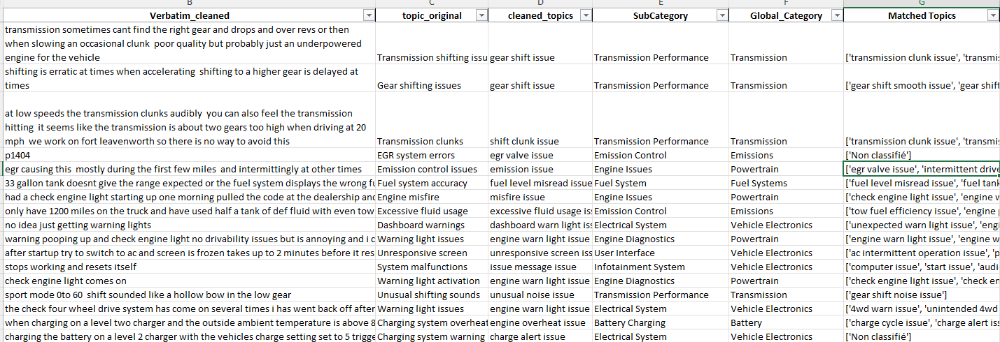 B C D E F G
Verbatim_cleaned topic_original cleaned_topics SubCategory Global_Category Matched Topics
transmission sometimes cant find the right gear and drops and over revs or then
when slowing an occasional clunk poor quality but probably just an underpowered
engine for the vehicle Transmission shifting issu gear shift issue Transmission Performance Transmission ['transmission clunk issue', 'transmis
shifting is erratic at times when accelerating shifting to a higher gear is delayed at
times Gear shifting issues gear shift issue Transmission Performance Transmission ['gear shift smooth issue', 'gear shift
at low speeds the transmission clunks audibly you can also feel the transmission
hitting it seems like the transmission is about two gears too high when driving at 20
mph we work on fort leavenworth so there is no way to avoid this Transmission clunks shift clunk issue Transmission Performance Transmission ['transmission clunk issue', 'transmis
p1404 EGR system errors egr valve issue Emission Control Emissions ['Non classifié']
egr causing this mostly during the first few miles and intermittingly at other times Emission control issues emission issue Engine Issues Powertrain ['egr valve issue', 'intermittent drive
33 gallon tank doesnt give the range expected or the fuel system displays the wrong fu Fuel system accuracy fuel level misread issue Fuel System Fuel Systems ['fuel level misread issue', 'fuel tank
had a check engine light starting up one morning pulled the code at the dealership and Engine misfire misfire issue Engine Issues Powertrain ['check engine light issue', 'engine w
only have 1200 miles on the truck and have used half a tank of def fluid with even tow Excessive fluid usage excessive fluid usage is Emission Control Emissions ['tow fuel efficiency issue', 'engine
no idea just getting warning lights Dashboard warnings dashboard warn light is Electrical System Vehicle Electronics ['unexpected warn light issue', 'engi
warning pooping up and check engine light no drivability issues but is annoying and i c Warning light issues engine warn light issue Engine Diagnostics Powertrain ['engine warn light issue', 'engine w
after startup try to switch to ac and screen is frozen takes up to 2 minutes before it res Unresponsive screen unresponsive screen iss User Interface Vehicle Electronics ['ac intermittent operation issue', 'p
stops working and resets itself System malfunctions issue message issue Infotainment System Vehicle Electronics ['computer issue', 'start issue', 'audi
check engine light comes on Warning light activation engine warn light issue Engine Diagnostics Powertrain ['check engine light issue', 'check en
sport mode 0to 60 shift sounded like a hollow bow in the low gear Unusual shifting sounds unusual noise issue Transmission Performance Transmission ['gear shift noise issue']
the check four wheel drive system has come on several times i has went back off after Warning light issues engine warn light issue Electrical System Vehicle Electronics ['4wd warn issue', 'unintended 4wd
when charging on a level two charger and the outside ambient temperature is above 8 Charging system overheat engine overheat issue Battery Charging Battery ['charge cycle issue', 'charge alert iss
charging the battery on a level 2 charger with the vehicles charge setting set to 5 trigge Charging system warning charge alert issue Electrical System Vehicle Electronics ['Non classifié']